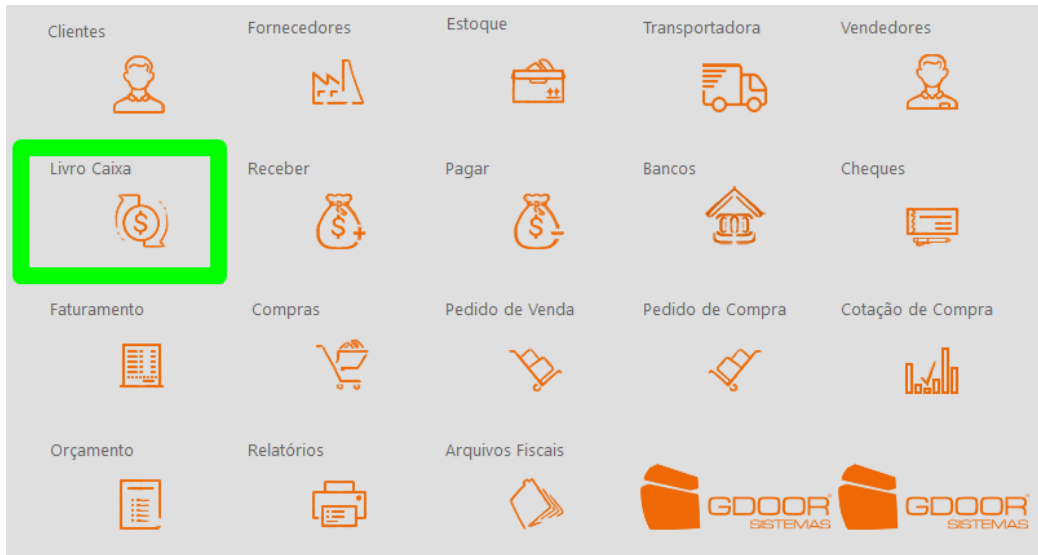 Clientes
Fornecedores
Estoque
Transportadora
Vendedores
Livro Caixa
Receber
Pagar
Bancos
Cheques
Faturamento
Compras
Pedido de Venda
Pedido de Compra
Cotação de Compra
Orçamento
Relatórios
Arquivos Fiscais
GDOOR®
SISTEMAS
GDOOR®
SISTEMAS